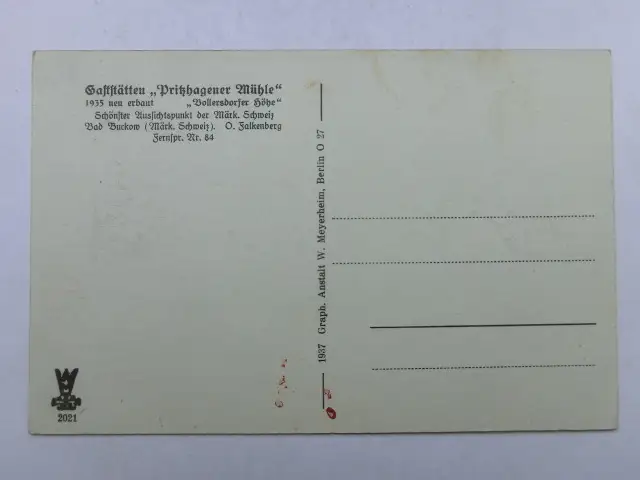 Gaststätten „Pritzhagener Mühle“
1935 neu erbaut „Bollersdorfer Höhe“
Schönster Aussichtspunkt der Märk. Schweiz
Bad Buckow (Märk. Schweiz). O. Falkenberg
Fernspr. Nr. 84
1937 Graph. Anstalt W. Meyerheim, Berlin O 27
2021